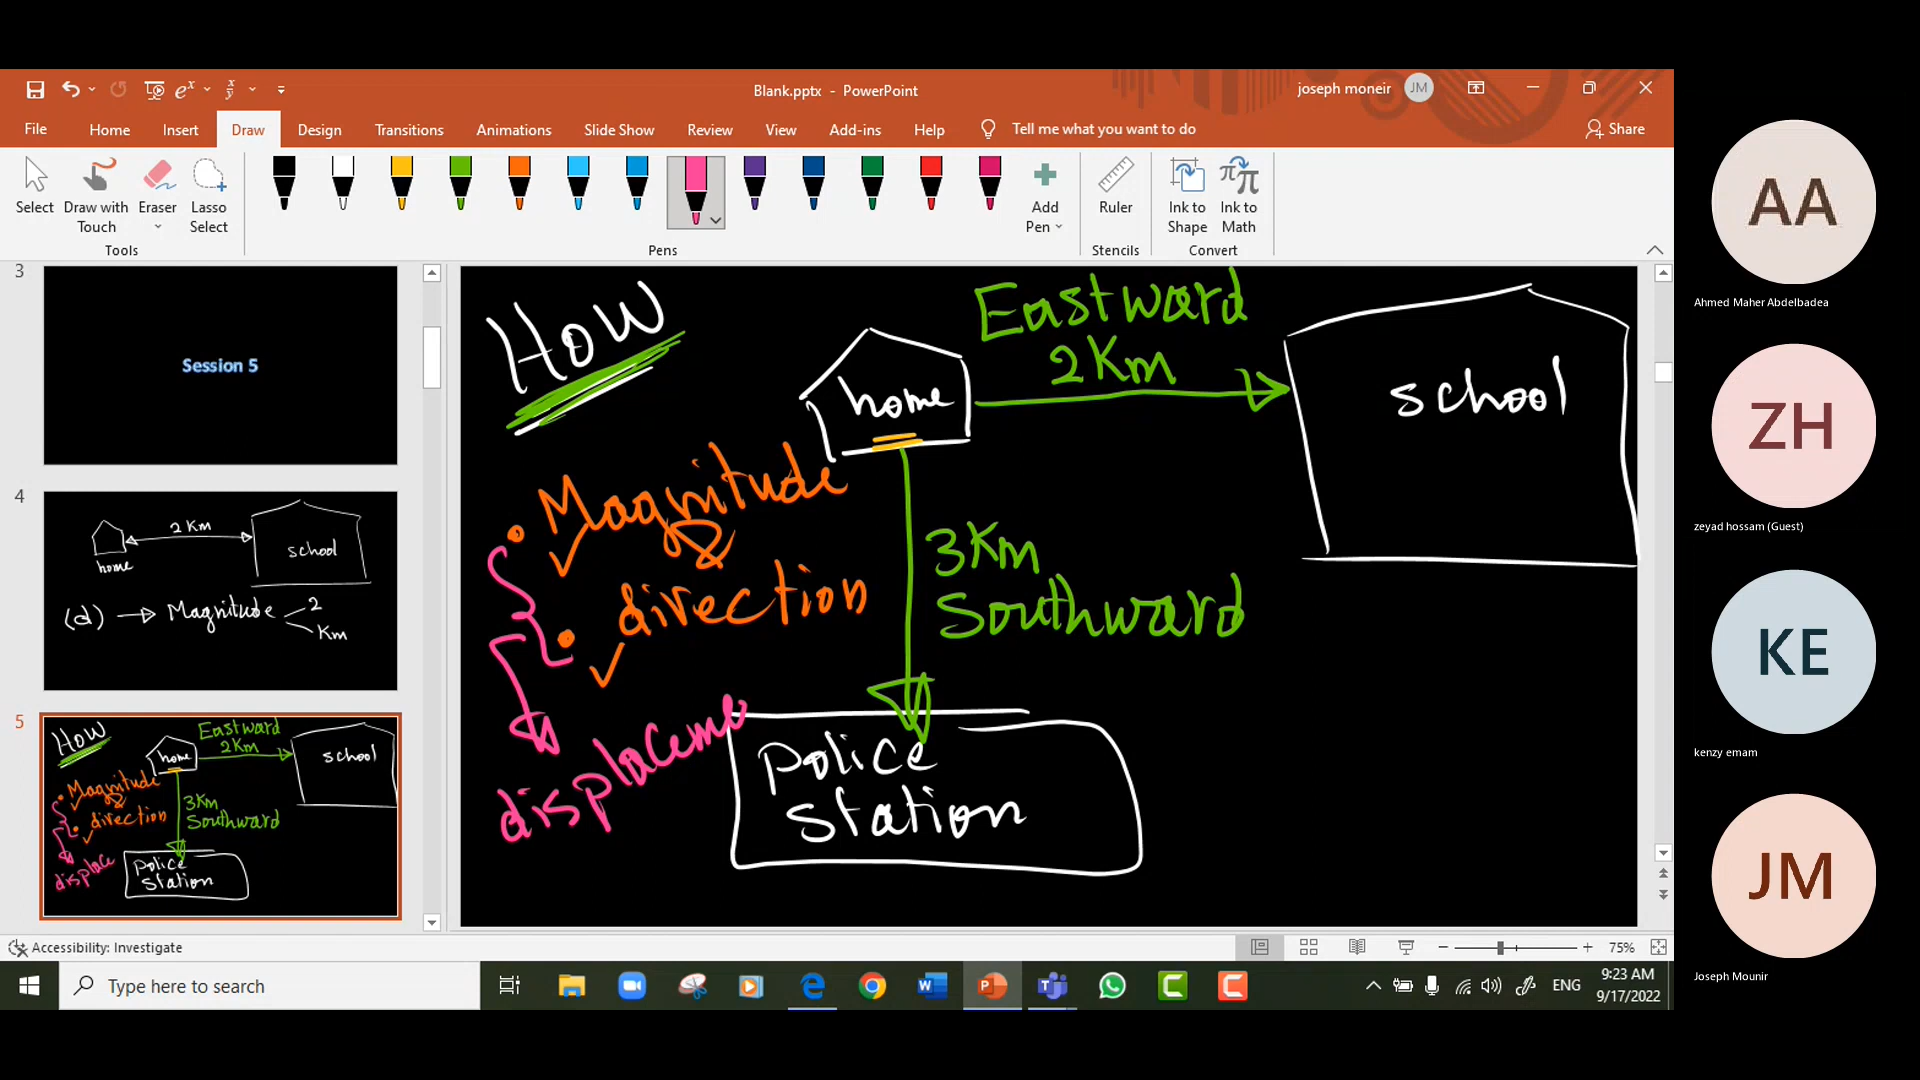 Blank.pptx - PowerPoint
joseph moneir
JM
File
Home
Insert
Draw
Design
Transitions
Animations
Slide Show
Review
View
Add-ins
Help
Tell me what you want to do
Share
Select
Draw with
Touch
Eraser
Lasso
Select
Add
Pen
Ruler
Ink to
Shape
Ink to
Math
Tools
Pens
Stencils
Convert
3
Session 5
4
2 Km
home
school
(d) → Magnitude
2
Km
5
How
Eastward
2Km
home
school
Magnitude
&
direction
3Km
Southward
displace
Police
Station
How
Eastward
2 Km
home
school
• Magnitude
&
• direction
3Km
Southward
displaceme
Police
Station
AA
Ahmed Maher Abdelbadea
ZH
zeyad hossam (Guest)
KE
kenzy emam
JM
Joseph Mounir
Accessibility: Investigate
75%
Type here to search
ENG
9:23 AM
9/17/2022